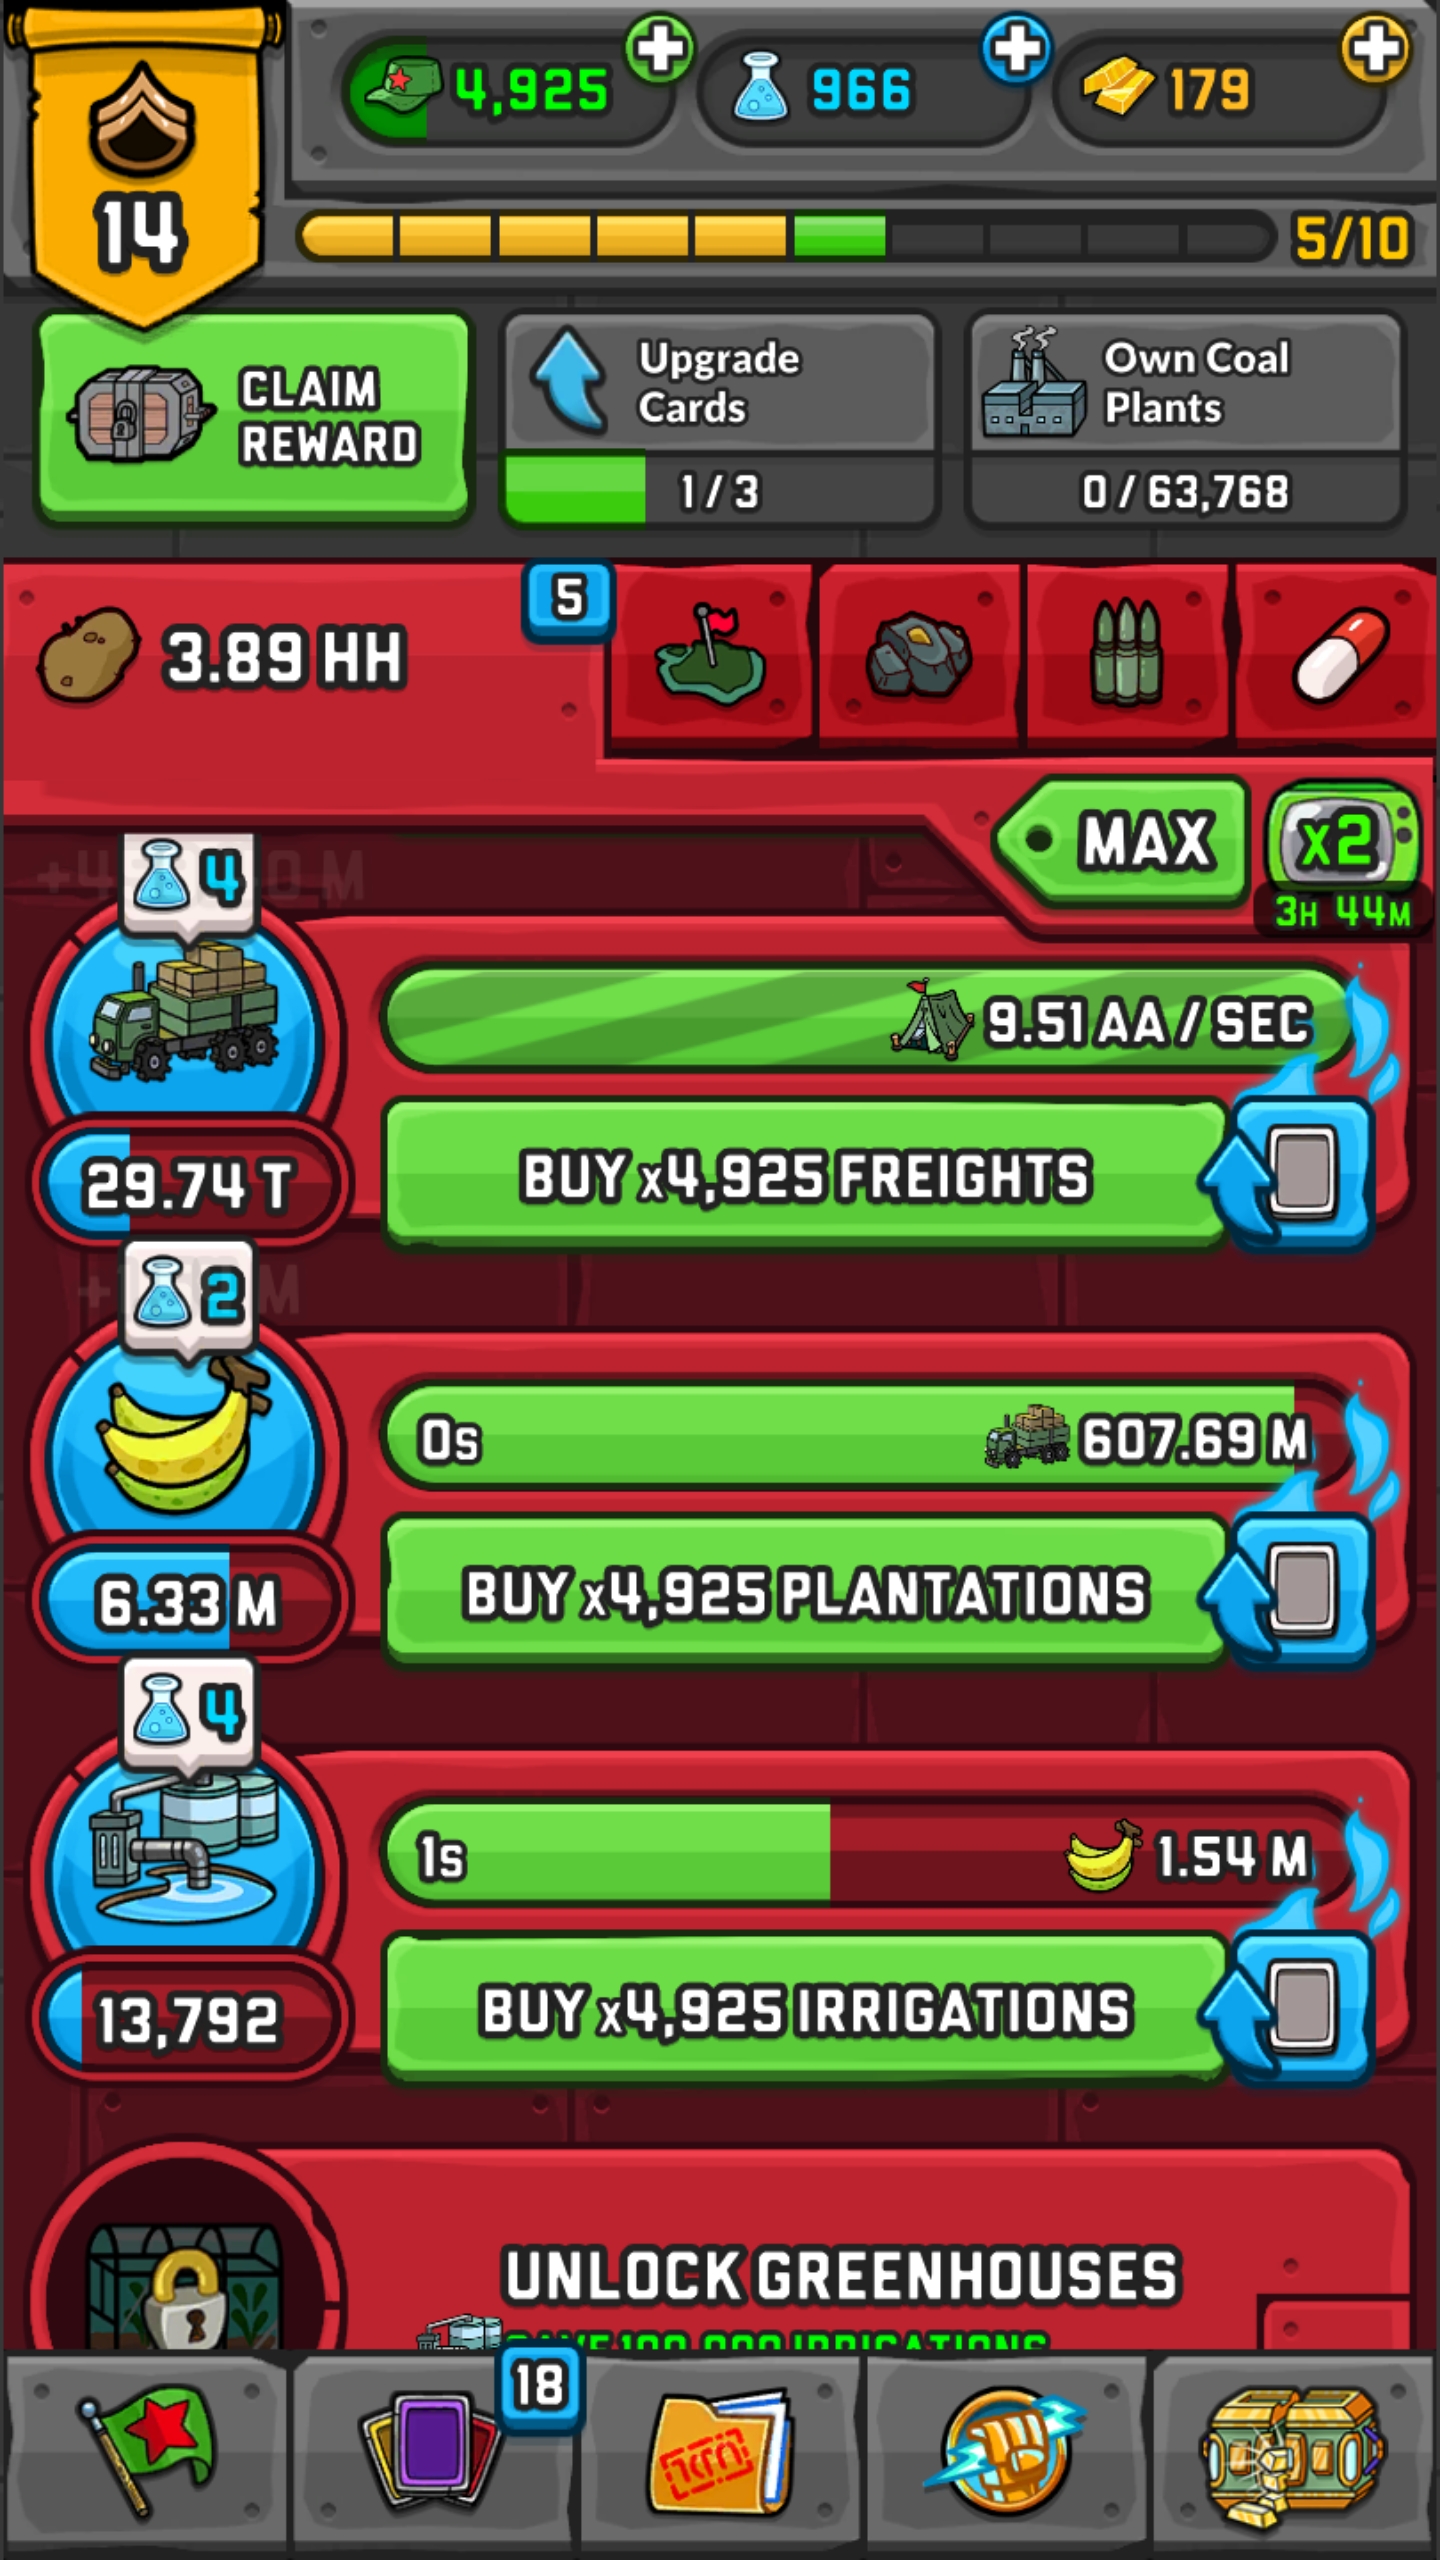 4,925
966
179
14
5/10
CLAIM
REWARD
Upgrade
Cards
1 / 3
Own Coal
Plants
0 / 63,768
3.89 HH
5
MAX
x2
3H 44M
4
9.51 AA / SEC
29.74 T
BUY x4,925 FREIGHTS
2
0s
607.69 M
6.33 M
BUY x4,925 PLANTATIONS
4
1s
1.54 M
13,792
BUY x4,925 IRRIGATIONS
UNLOCK GREENHOUSES
18